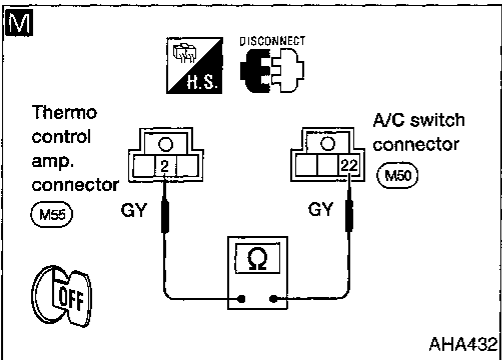 M
DISCONNECT
H.S.
Thermo
control
amp.
connector
M55
A/C switch
connector
M50
2
22
GY
GY
Ω
OFF
AHA432